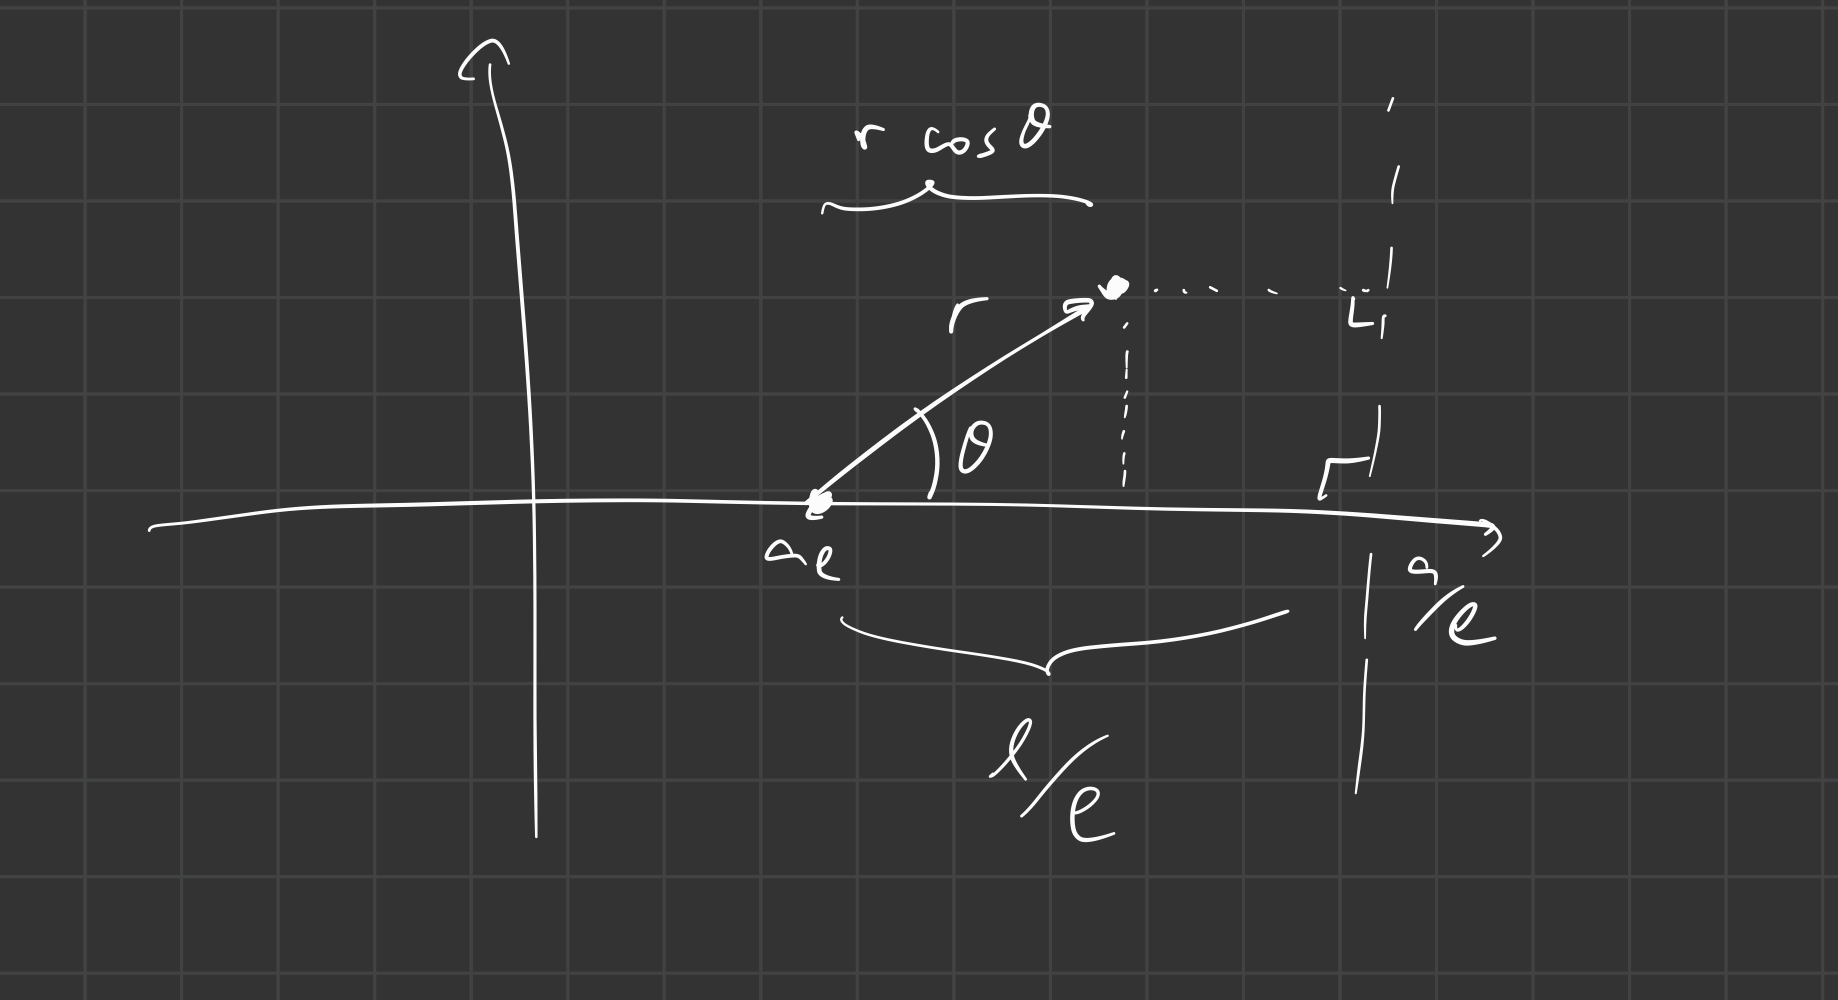 r cos θ
r
θ
ae
a/e
l/e